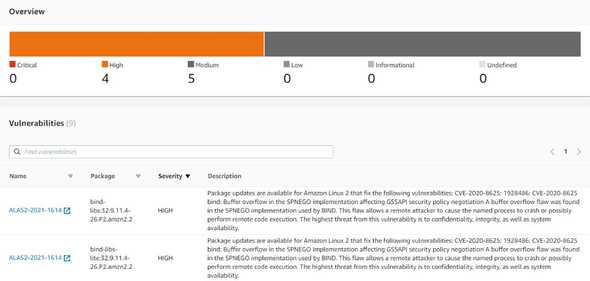 Overview
Critical
High
Medium
Low
Informational
Undefined
0
4
5
0
0
0
Vulnerabilities (9)
Find vulnerabilities
1
Name
Package
Severity
Description
ALAS2-2021-1614
bind-
libs:32:9.11.4-
26.P2.amzn2.2
HIGH
Package updates are available for Amazon Linux 2 that fix the following vulnerabilities: CVE-2020-8625: 1928486: CVE-2020-8625
bind: Buffer overflow in the SPNEGO implementation affecting GSSAPI security policy negotiation A buffer overflow flaw was found
in the SPNEGO implementation used by BIND. This flaw allows a remote attacker to cause the named process to crash or possibly
perform remote code execution. The highest threat from this vulnerability is to confidentiality, integrity, as well as system
availability.
ALAS2-2021-1614
bind-libs-
lite:32:9.11.4-
26.P2.amzn2.2
HIGH
Package updates are available for Amazon Linux 2 that fix the following vulnerabilities: CVE-2020-8625: 1928486: CVE-2020-8625
bind: Buffer overflow in the SPNEGO implementation affecting GSSAPI security policy negotiation A buffer overflow flaw was found
in the SPNEGO implementation used by BIND. This flaw allows a remote attacker to cause the named process to crash or possibly
perform remote code execution. The highest threat from this vulnerability is to confidentiality, integrity, as well as system
availability.